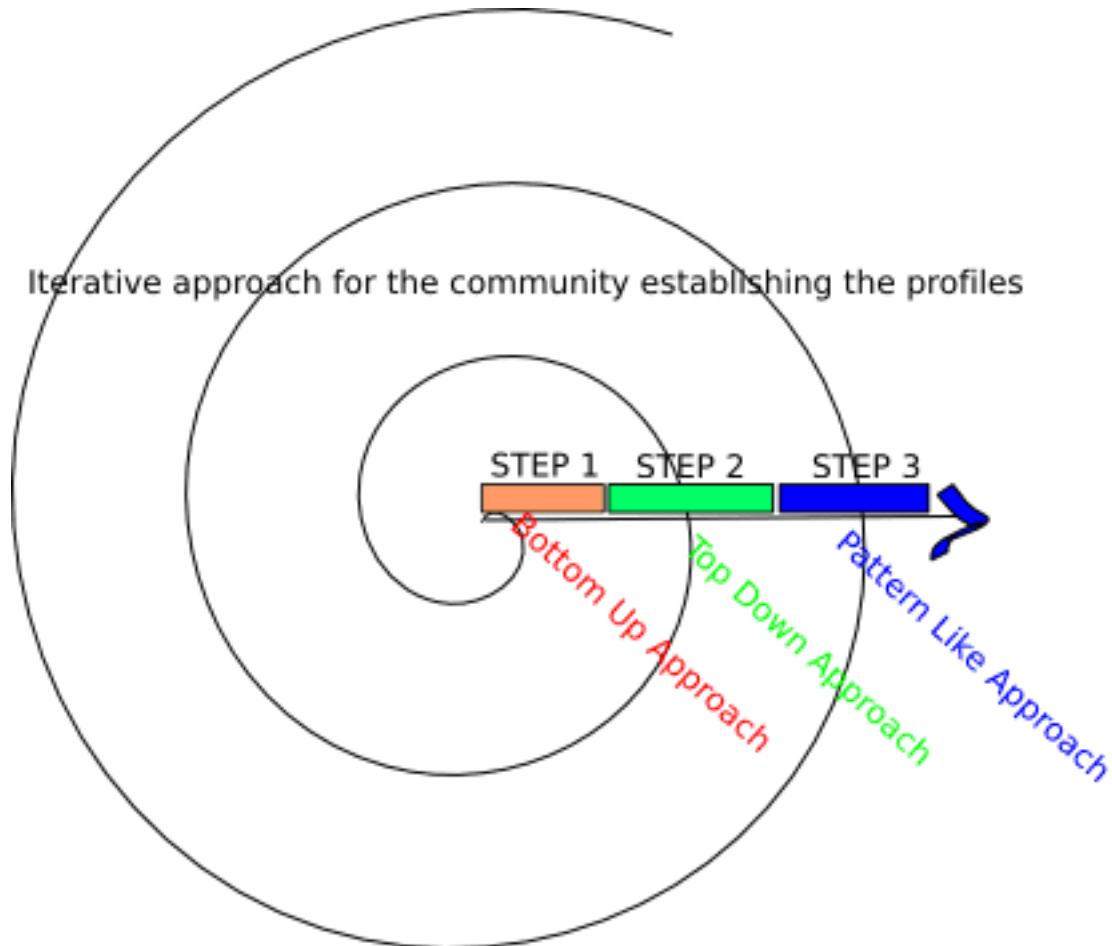 Iterative approach for the community establishing the profiles
STEP 1
STEP 2
STEP 3
Bottom Up Approach
Top Down Approach
Pattern Like Approach